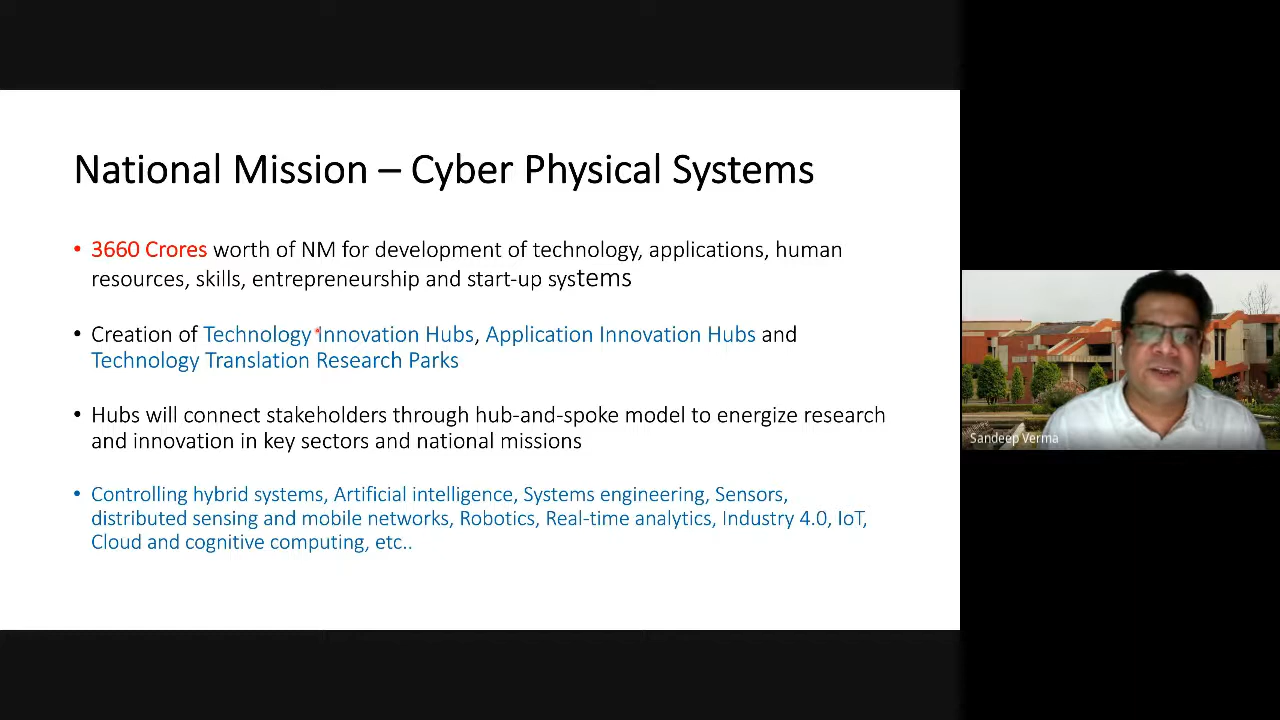 National Mission – Cyber Physical Systems
• 3660 Crores worth of NM for development of technology, applications, human
resources, skills, entrepreneurship and start-up systems
• Creation of Technology Innovation Hubs, Application Innovation Hubs and
Technology Translation Research Parks
• Hubs will connect stakeholders through hub-and-spoke model to energize research
and innovation in key sectors and national missions
• Controlling hybrid systems, Artificial intelligence, Systems engineering, Sensors,
distributed sensing and mobile networks, Robotics, Real-time analytics, Industry 4.0, IoT,
Cloud and cognitive computing, etc..
Sandeep Verma